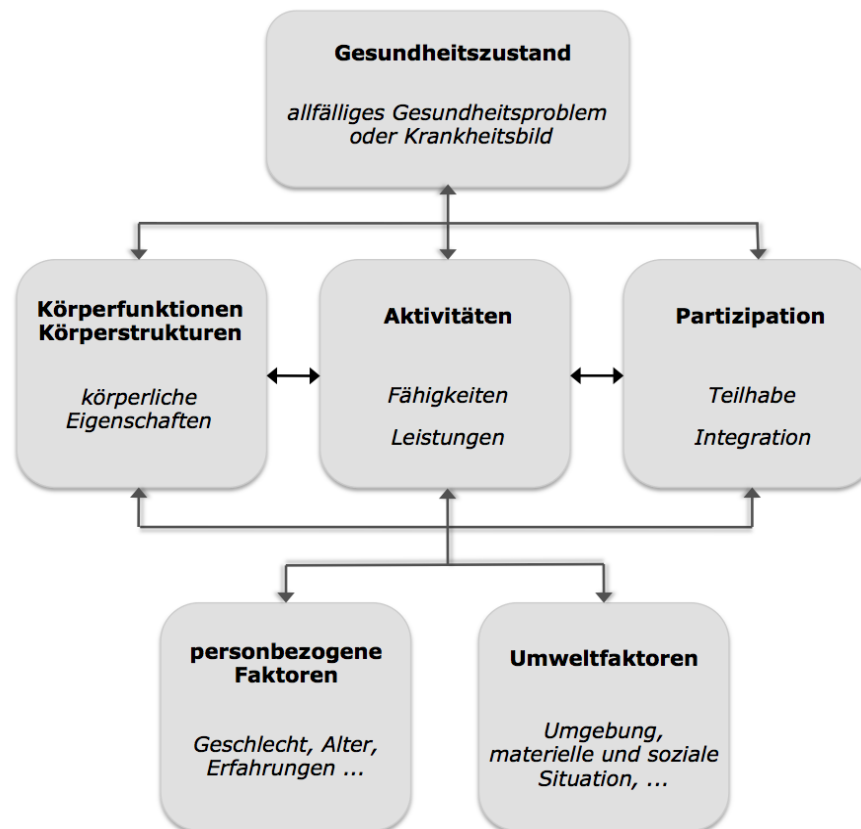 Gesundheitszustand
allfälliges Gesundheitsproblem
oder Krankheitsbild
Körperfunktionen
Körperstrukturen
körperliche
Eigenschaften
Aktivitäten
Fähigkeiten
Leistungen
Partizipation
Teilhabe
Integration
personbezogene
Faktoren
Geschlecht, Alter,
Erfahrungen ...
Umweltfaktoren
Umgebung,
materielle und soziale
Situation, ...